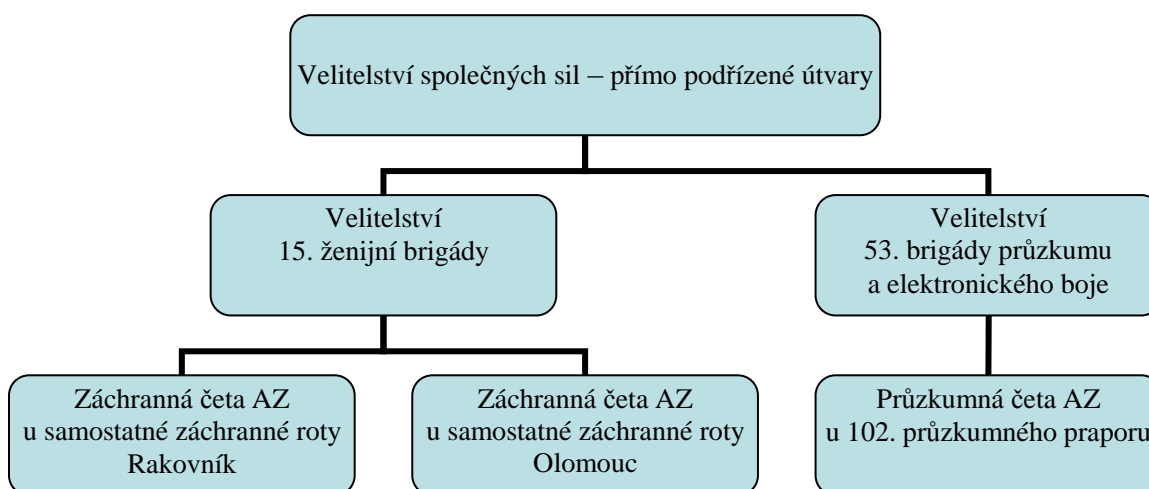 Velitelství společných sil – přímo podřízené útvary
Velitelství
15. ženijní brigády
Velitelství
53. brigády průzkumu
a elektronického boje
Záchranná četa AZ
u samostatné záchranné roty
Rakovník
Záchranná četa AZ
u samostatné záchranné roty
Olomouc
Průzkumná četa AZ
u 102. průzkumného praporu